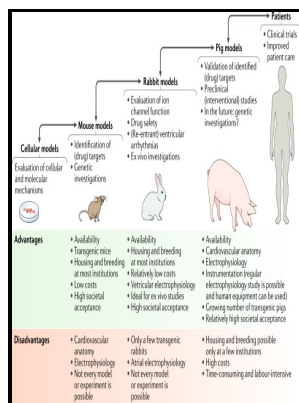 Patients
• Clinical trials
• Improved
patient care
Pig models
• Validation of identified
(drug) targets
• Preclinical
(interventional) studies
• In the future: genetic
investigations?
Rabbit models
• Evaluation of ion
channel function
• Drug safety
• (Re-entrant) ventricular
arrhythmias
• Ex vivo investigations
Mouse models
• Identification of
(drug) targets
• Genetic
investigations
Cellular models
Evaluation of cellular
and molecular
mechanisms
Advantages
• Availability
• Transgenic mice
• Housing and breeding
at most institutions
• Low costs
• High societal
acceptance
• Availability
• Housing and breeding
at most institutions
• Relatively low costs
• Vetricular electrophysiology
• Ideal for ex vivo studies
• High societal acceptance
• Availability
• Cardiovascular anatomy
• Electrophysiology
• Instrumentation (regular
electrophysiology study is possible
and human equipment can be used)
• Growing number of transgenic pigs
• Relatively high societal acceptance
Disadvantages
• Cardiovascular
anatomy
• Electrophysiology
• Not every model
or experiment is
possible
• Only a few transgenic
rabbits
• Atrial electrophysiology
• Not every model
or experiment is
possible
• Housing and breeding possible
only at a few institutions
• High costs
• Time-consuming and labour-intensive